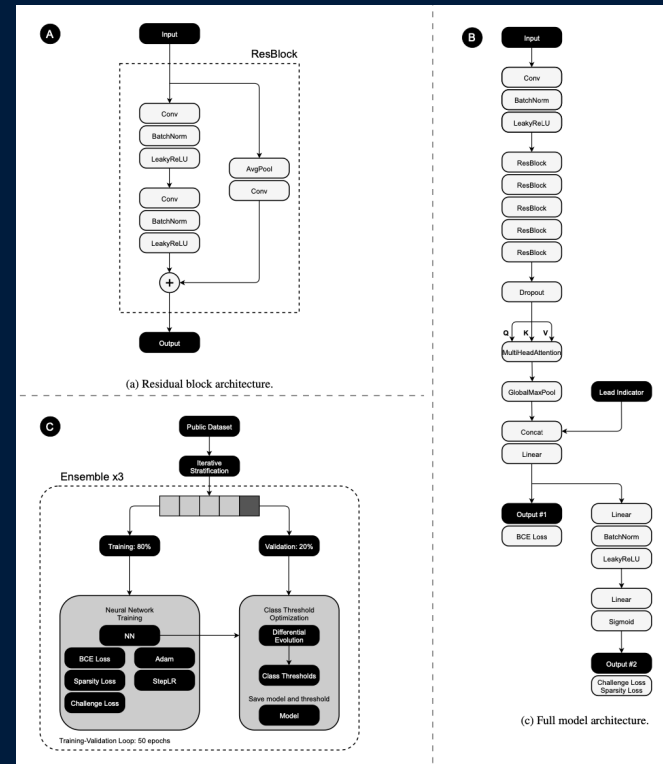 A
Input
ResBlock
Conv
BatchNorm
LeakyReLU
Conv
BatchNorm
LeakyReLU
AvgPool
Conv
+
Output
(a) Residual block architecture.
B
Input
Conv
BatchNorm
LeakyReLU
ResBlock
ResBlock
ResBlock
ResBlock
ResBlock
Dropout
Q K V
MultiHeadAttention
GlobalMaxPool
Lead Indicator
Concat
Linear
Output #1
BCE Loss
Linear
BatchNorm
LeakyReLU
Linear
Sigmoid
Output #2
Challenge Loss
Sparsity Loss
(c) Full model architecture.
C
Public Dataset
Iterative
Stratification
Ensemble x3
Training: 80%
Validation: 20%
Neural Network
Training
NN
BCE Loss
Adam
Sparsity Loss
StepLR
Challenge Loss
Class Threshold
Optimization
Differential
Evolution
Class Thresholds
Save model and threshold
Model
Training-Validation Loop: 50 epochs